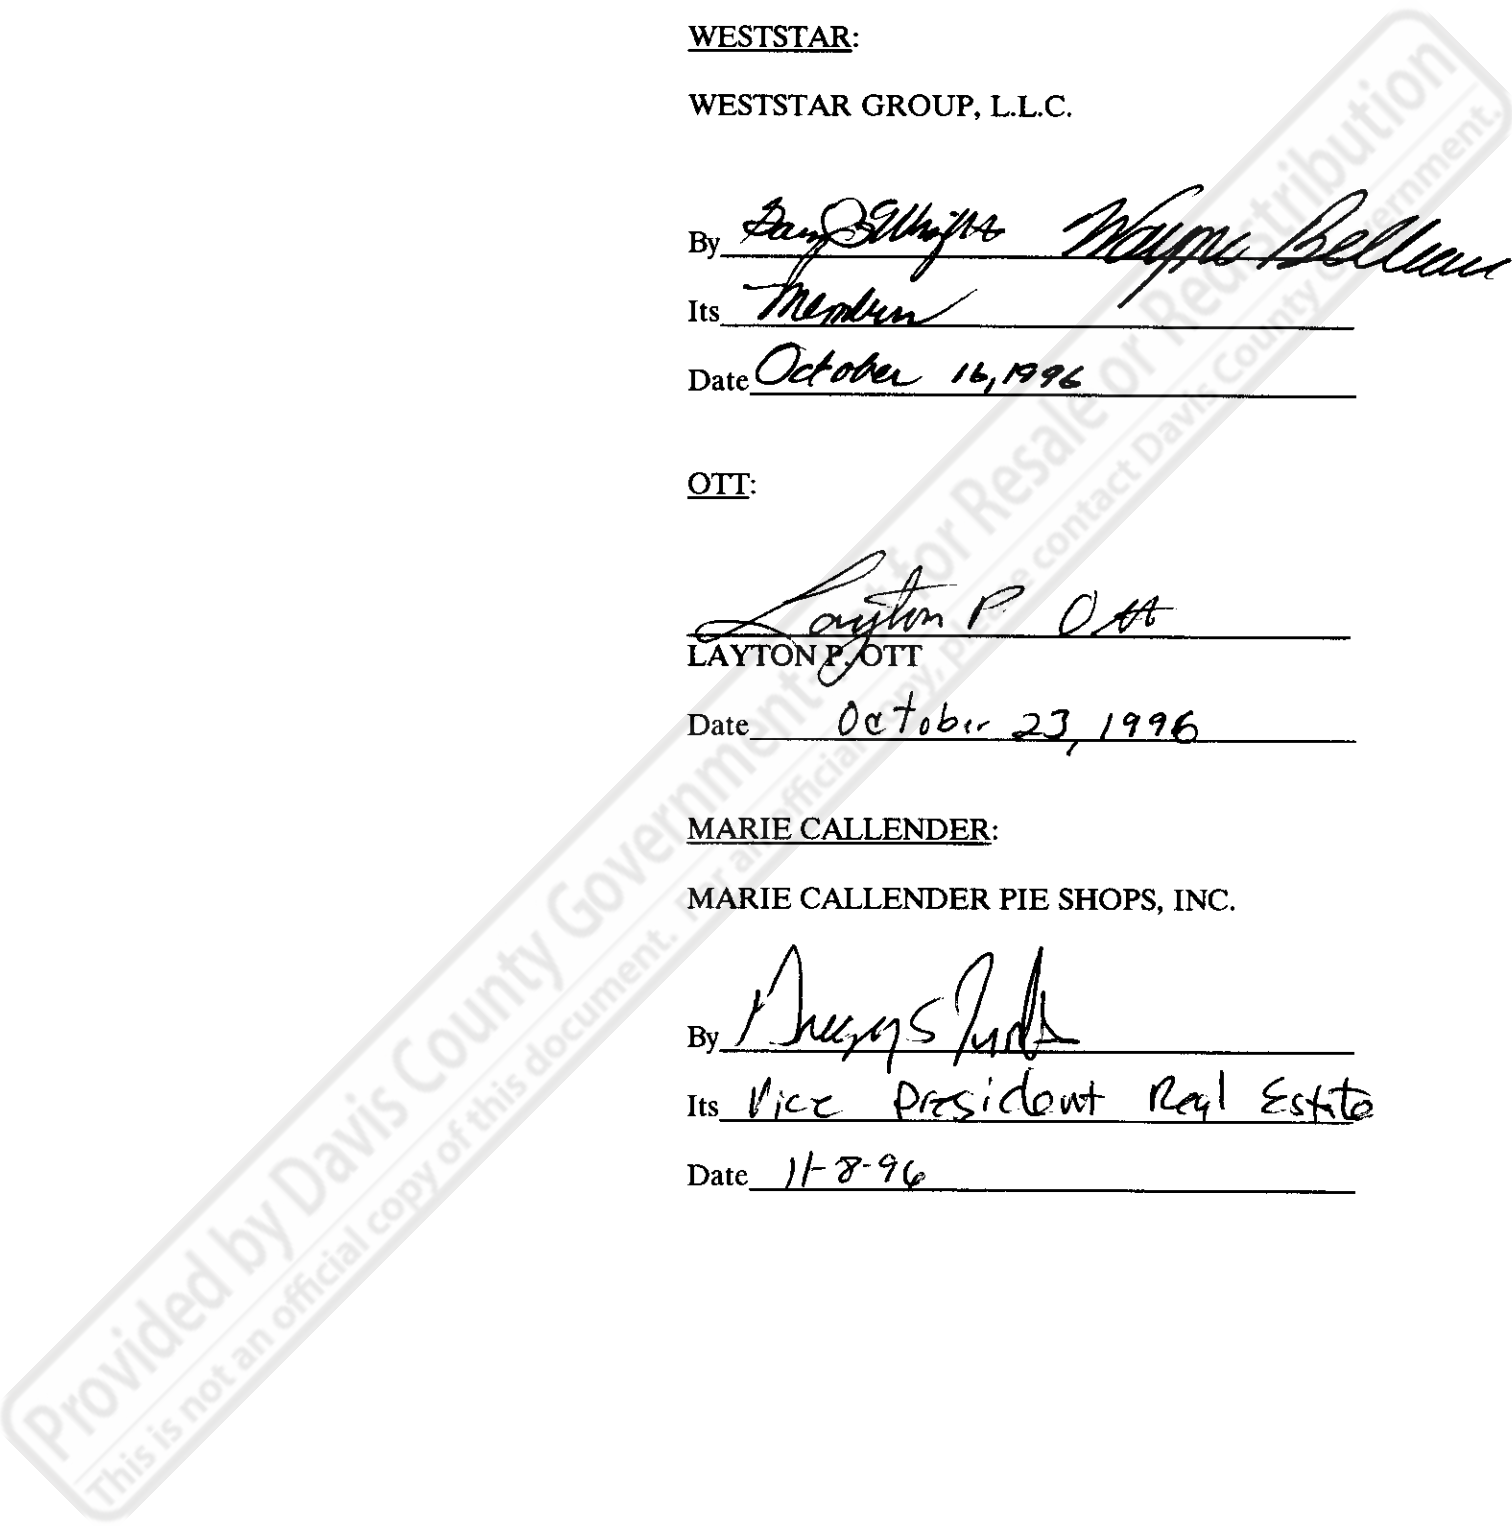 WESTSTAR:
WESTSTAR GROUP, L.L.C.
By Wayne Belleau
Its Member
Date October 16, 1996
OTT:
Layton P Ott
LAYTON P. OTT
Date October 23, 1996
MARIE CALLENDER:
MARIE CALLENDER PIE SHOPS, INC.
By
Its Vice President Real Estate
Date 11-8-96
Provided by Davis County Government - Not for Resale or Redistribution
This is not an official copy of this document. For an official copy, please contact Davis County Government.